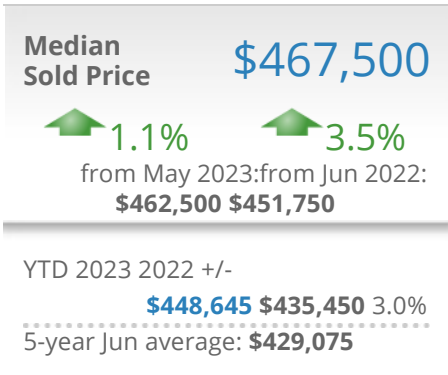 Median
Sold Price
$467,500
1.1% 3.5%
from May 2023:from Jun 2022:
$462,500 $451,750
YTD 2023 2022 +/-
$448,645 $435,450 3.0%
5-year Jun average: $429,075